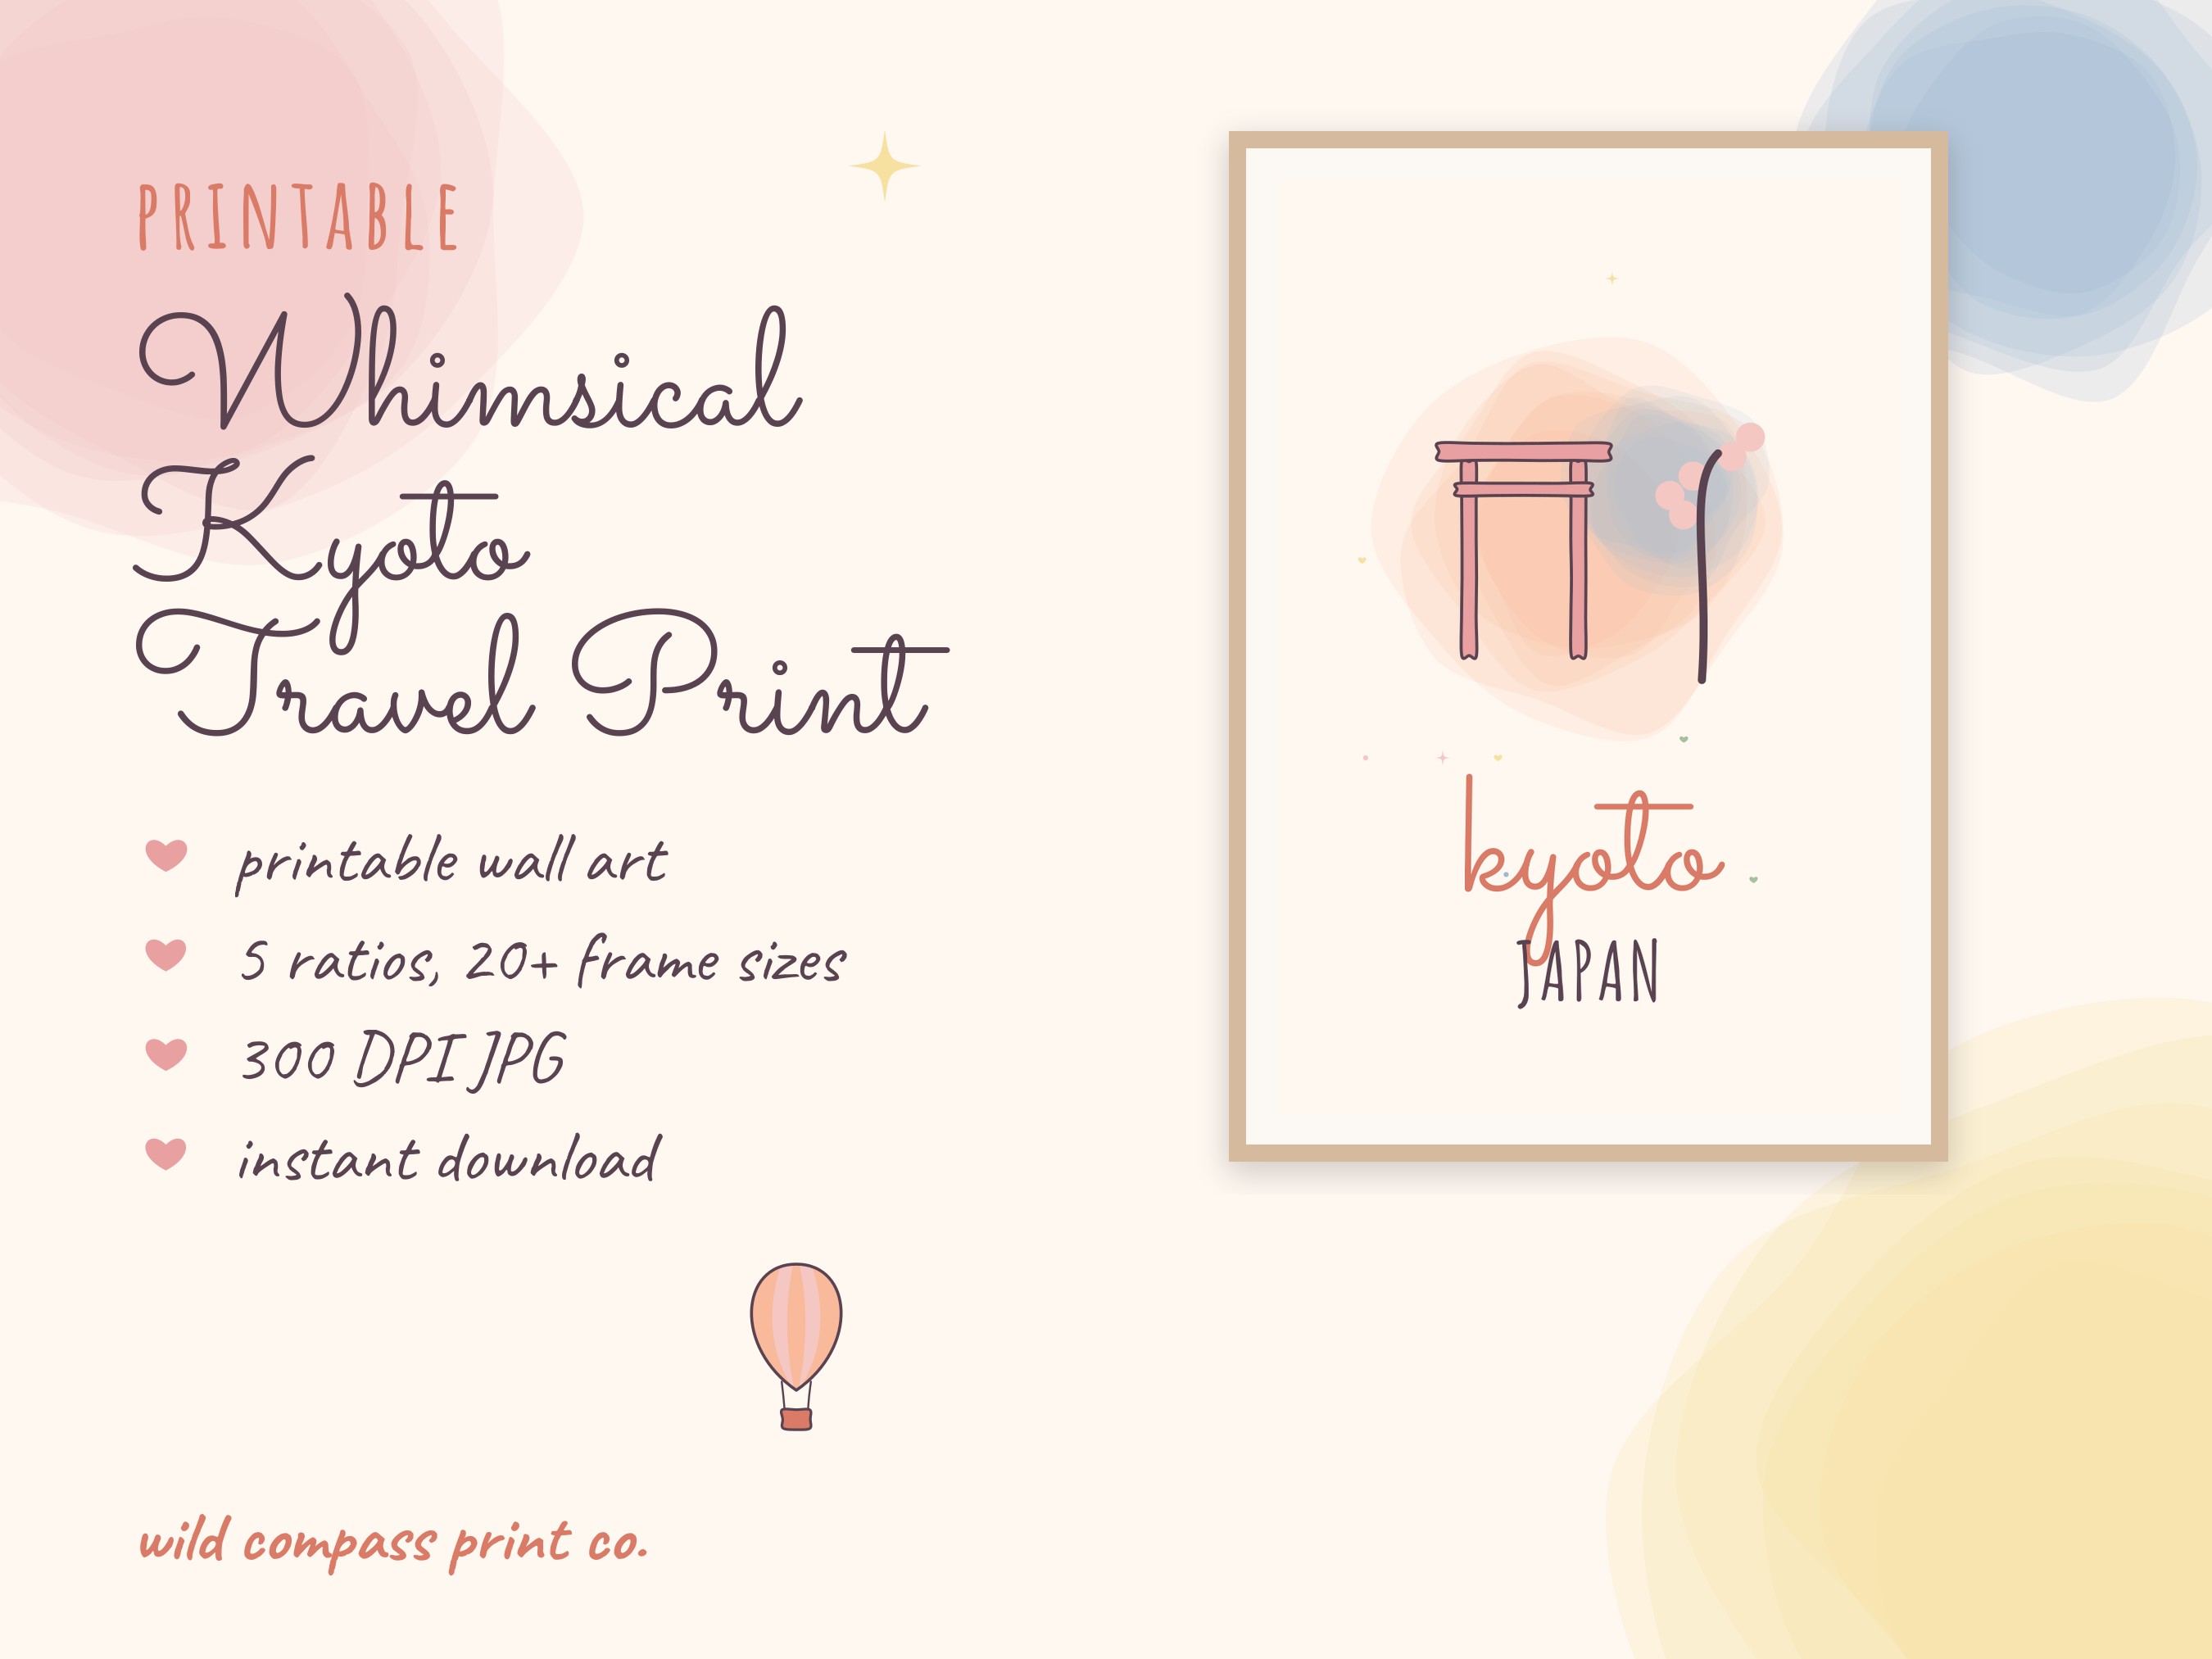 PRINTABLE
Whimsical
Kyoto
Travel Print
printable wall art
5 ratios, 20+ frame sizes
300 DPI JPG
instant download
wild compass print co.
kyoto
JAPAN